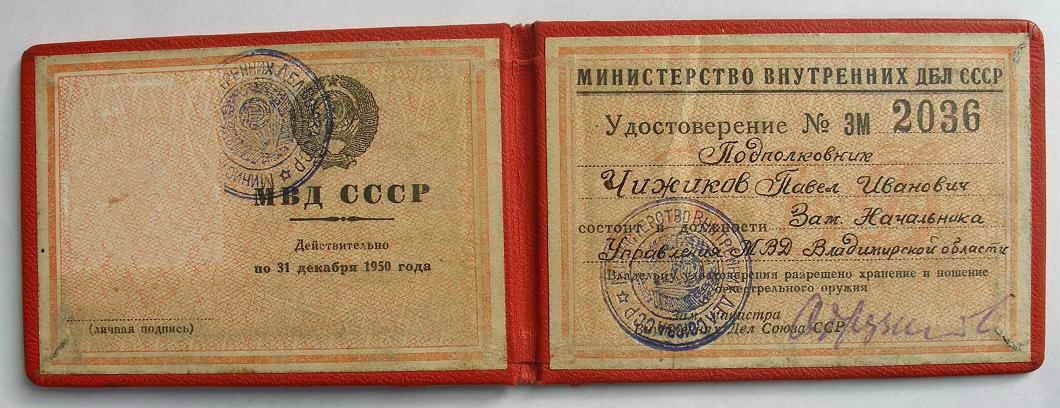 МВД СССР
Действительно
по 31 декабря 1950 года
(личная подпись)
МИНИСТЕРСТВО ВНУТРЕННИХ ДЕЛ СССР
Удостоверение № ЗМ 2036
Подполковник
Чижиков Павел Иванович
состоит в должности Зам. Начальника
Управления МВД Владимирской области
Владельцу удостоверения разрешено хранение и ношение
огнестрельного оружия
Зам. Министра
Внутренних Дел Союза ССР